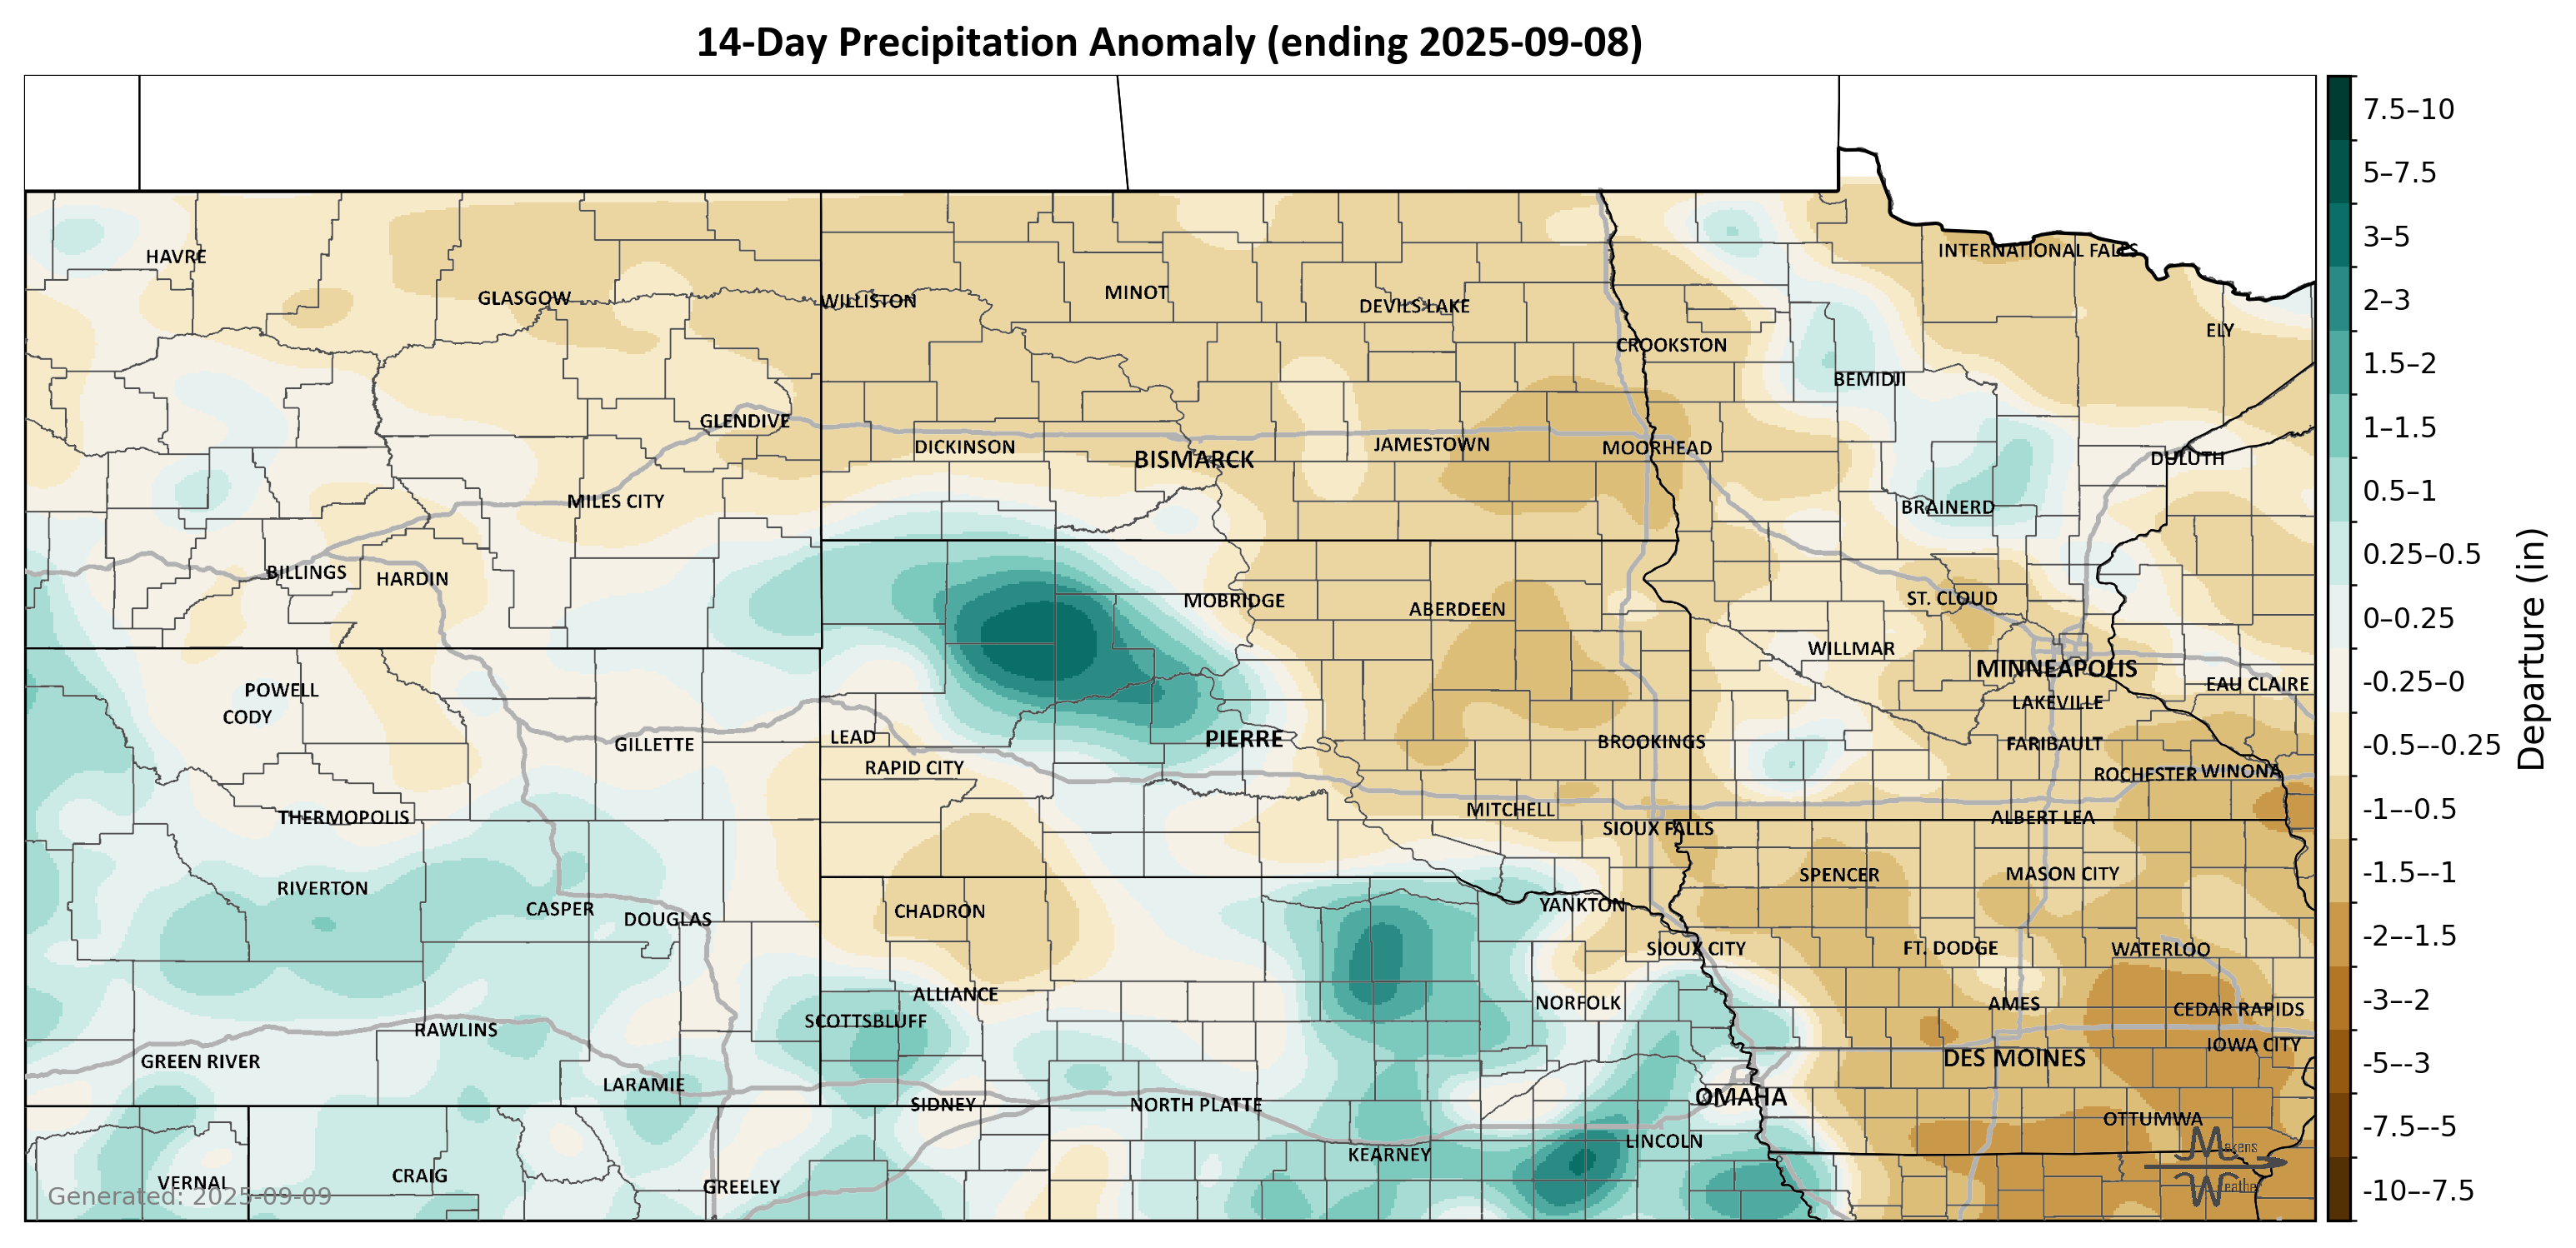 14-Day Precipitation Anomaly (ending 2025-09-08)
HAVRE
INTERNATIONAL FALLS
GLASGOW
WILLISTON
MINOT
DEVILS LAKE
ELY
CROOKSTON
BEMIDJI
GLENDIVE
DICKINSON
BISMARCK
JAMESTOWN
MOORHEAD
DULUTH
MILES CITY
BRAINERD
BILLINGS
HARDIN
MOBRIDGE
ABERDEEN
ST. CLOUD
WILLMAR
MINNEAPOLIS
POWELL
EAU CLAIRE
CODY
LAKEVILLE
GILLETTE
LEAD
PIERRE
BROOKINGS
FARIBAULT
RAPID CITY
ROCHESTER
WINONA
THERMOPOLIS
MITCHELL
ALBERT LEA
SIOUX FALLS
RIVERTON
SPENCER
MASON CITY
CASPER
DOUGLAS
CHADRON
YANKTON
SIOUX CITY
FT. DODGE
WATERLOO
ALLIANCE
NORFOLK
AMES
CEDAR RAPIDS
SCOTTSBLUFF
RAWLINS
IOWA CITY
GREEN RIVER
DES MOINES
LARAMIE
OMAHA
SIDNEY
NORTH PLATTE
OTTUMWA
LINCOLN
KEARNEY
VERNAL
CRAIG
GREELEY
Generated: 2025-09-09
Makens
Weather
7.5–10
5–7.5
3–5
2–3
1.5–2
1–1.5
0.5–1
0.25–0.5
0–0.25
-0.25–0
-0.5–-0.25
-1–-0.5
-1.5–-1
-2–-1.5
-3–-2
-5–-3
-7.5–-5
-10–-7.5
Departure (in)